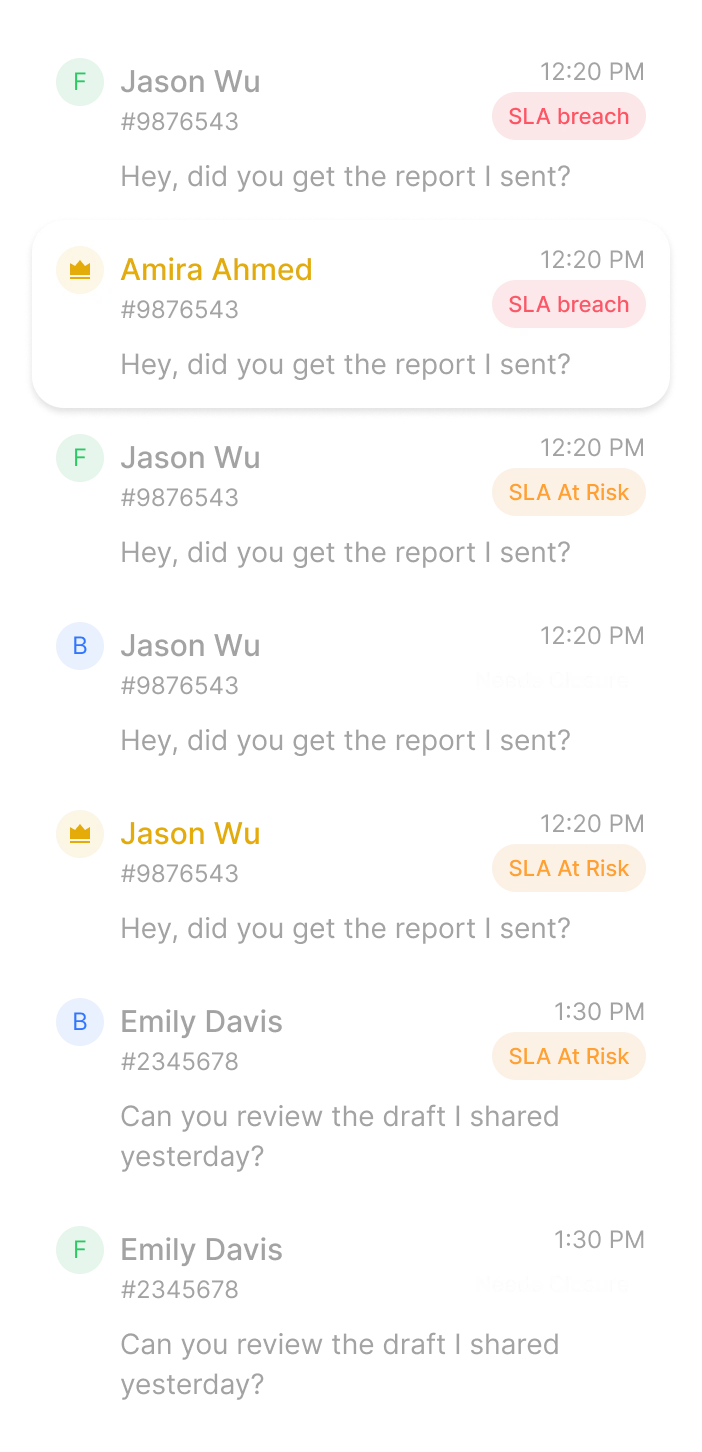 F Jason Wu 12:20 PM
#9876543 SLA breach
Hey, did you get the report I sent?
Amira Ahmed 12:20 PM
#9876543 SLA breach
Hey, did you get the report I sent?
F Jason Wu 12:20 PM
#9876543 SLA At Risk
Hey, did you get the report I sent?
B Jason Wu 12:20 PM
#9876543
Hey, did you get the report I sent?
Jason Wu 12:20 PM
#9876543 SLA At Risk
Hey, did you get the report I sent?
B Emily Davis 1:30 PM
#2345678 SLA At Risk
Can you review the draft I shared
yesterday?
F Emily Davis 1:30 PM
#2345678
Can you review the draft I shared
yesterday?